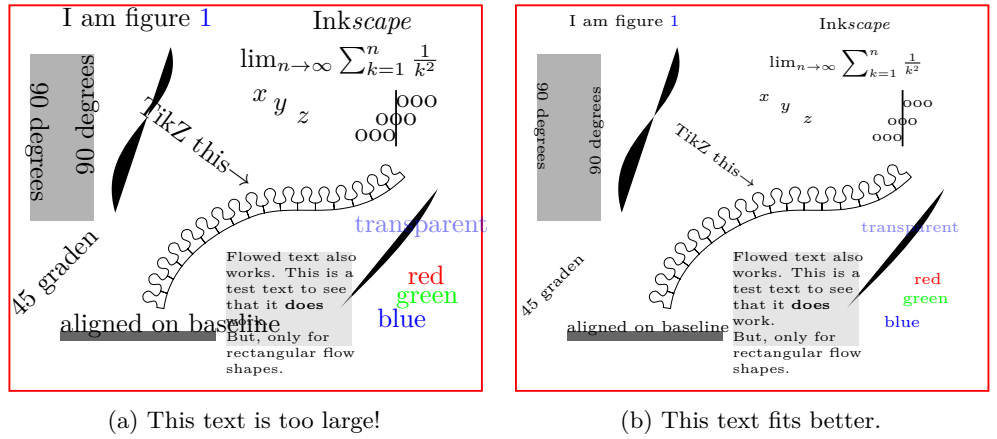 I am figure 1
Inkscape
lim_{n→∞} ∑_{k=1}^{n} 1/k²
90 degrees
90 degrees
x
y
z
ooo
ooo
ooo
TikZ this→
transparent
45 graden
Flowed text also
works. This is a
test text to see
that it does
work.
But, only for
rectangular flow
shapes.
red
green
blue
aligned on baseline
(a) This text is too large!
I am figure 1
Inkscape
lim_{n→∞} ∑_{k=1}^{n} 1/k²
90 degrees
90 degrees
x
y
z
ooo
ooo
ooo
TikZ this→
transparent
45 graden
Flowed text also
works. This is a
test text to see
that it does
work.
But, only for
rectangular flow
shapes.
red
green
blue
aligned on baseline
(b) This text fits better.